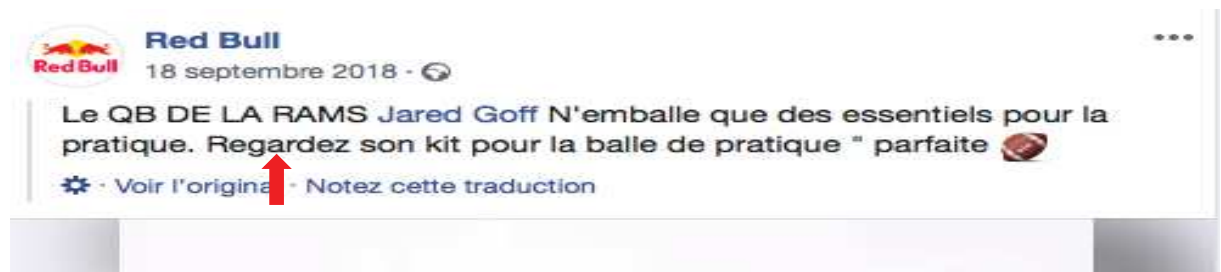 Red Bull
Red Bull
18 septembre 2018 ·
Le QB DE LA RAMS Jared Goff N'emballe que des essentiels pour la
pratique. Regardez son kit pour la balle de pratique " parfaite 🏈
· Voir l'original · Notez cette traduction